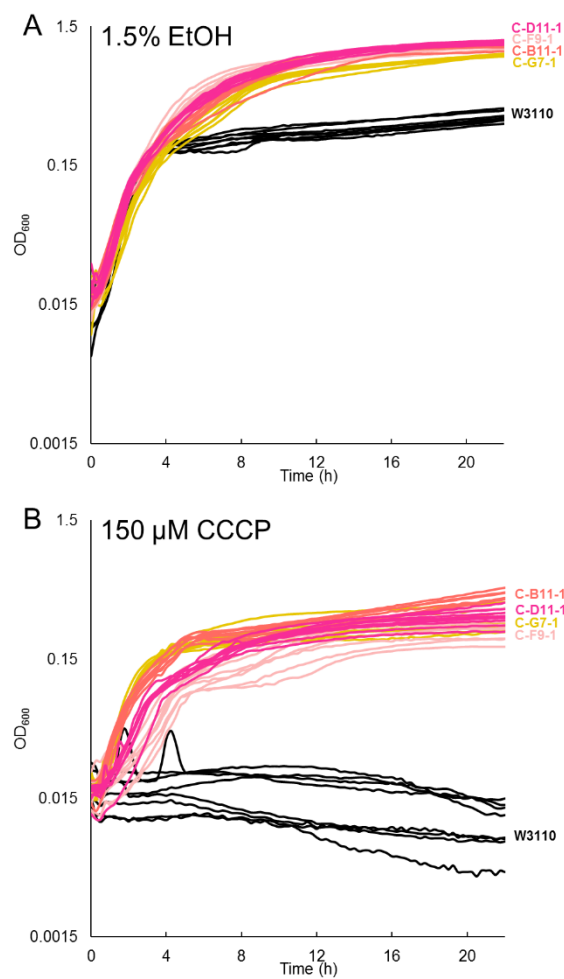 A
1.5% EtOH
1.5
0.15
0.015
0.0015
OD600
0
4
8
12
16
20
Time (h)
C-D11-1
C-F9-1
C-B11-1
C-G7-1
W3110
B
150 µM CCCP
1.5
0.15
0.015
0.0015
OD600
0
4
8
12
16
20
Time (h)
C-B11-1
C-D11-1
C-G7-1
C-F9-1
W3110